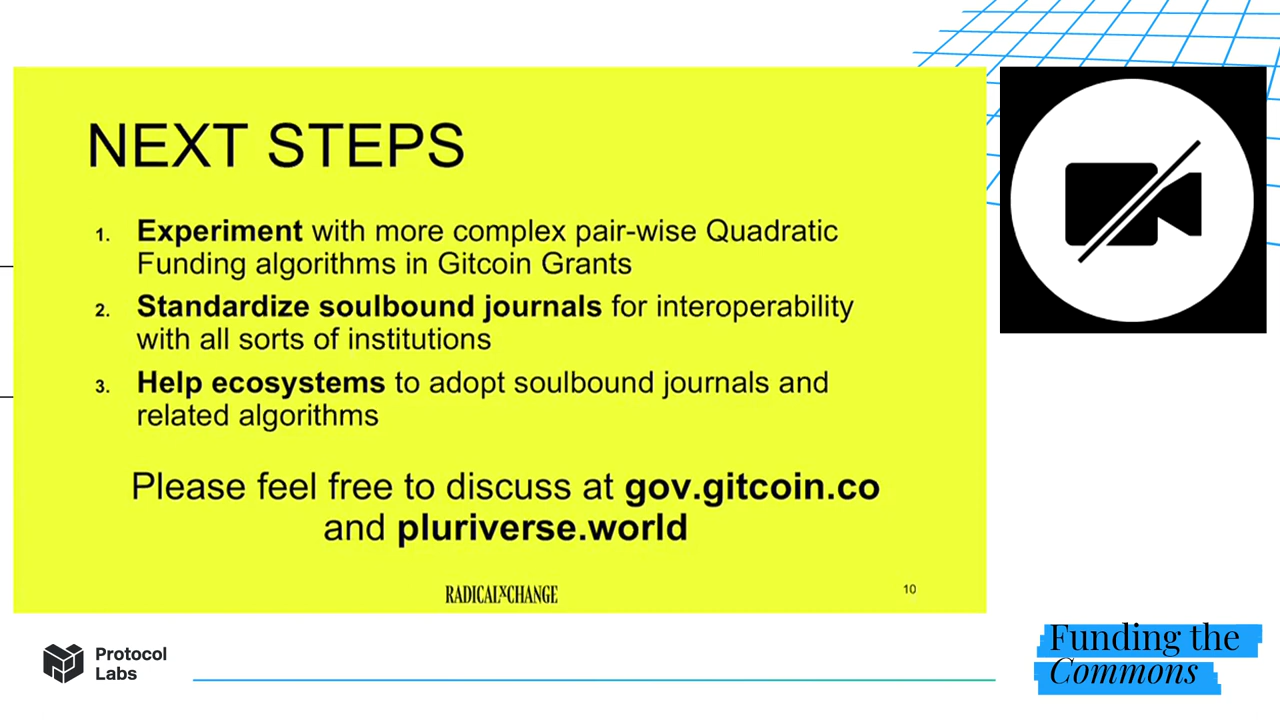 NEXT STEPS
1. Experiment with more complex pair-wise Quadratic
Funding algorithms in Gitcoin Grants
2. Standardize soulbound journals for interoperability
with all sorts of institutions
3. Help ecosystems to adopt soulbound journals and
related algorithms
Please feel free to discuss at gov.gitcoin.co
and pluriverse.world
RADICALXCHANGE
10
Protocol
Labs
Funding the
Commons